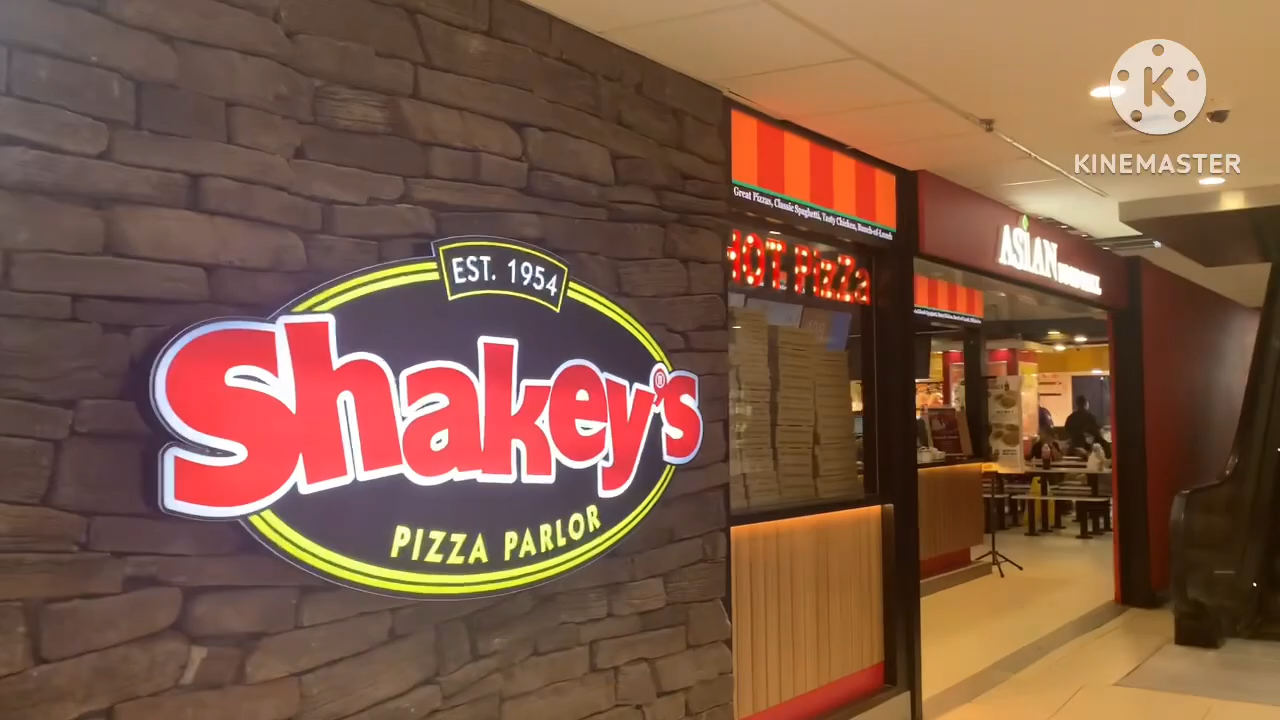 EST. 1954
Shakey's®
PIZZA PARLOR
Great Pizzas, Classic Spaghetti, Tasty Chicken, Bunch-of-Lunch
HOT PizZa
ASIAN
K
KINEMASTER